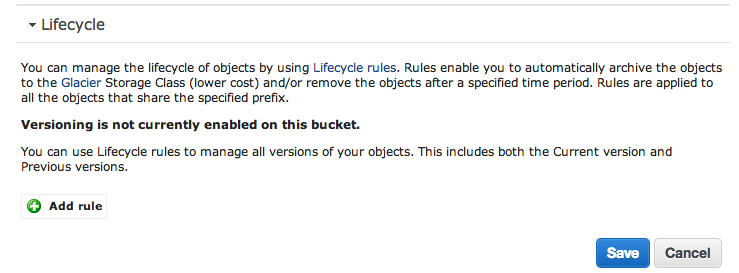 Lifecycle
You can manage the lifecycle of objects by using Lifecycle rules. Rules enable you to automatically archive the objects
to the Glacier Storage Class (lower cost) and/or remove the objects after a specified time period. Rules are applied to
all the objects that share the specified prefix.
Versioning is not currently enabled on this bucket.
You can use Lifecycle rules to manage all versions of your objects. This includes both the Current version and
Previous versions.
Add rule
Save Cancel